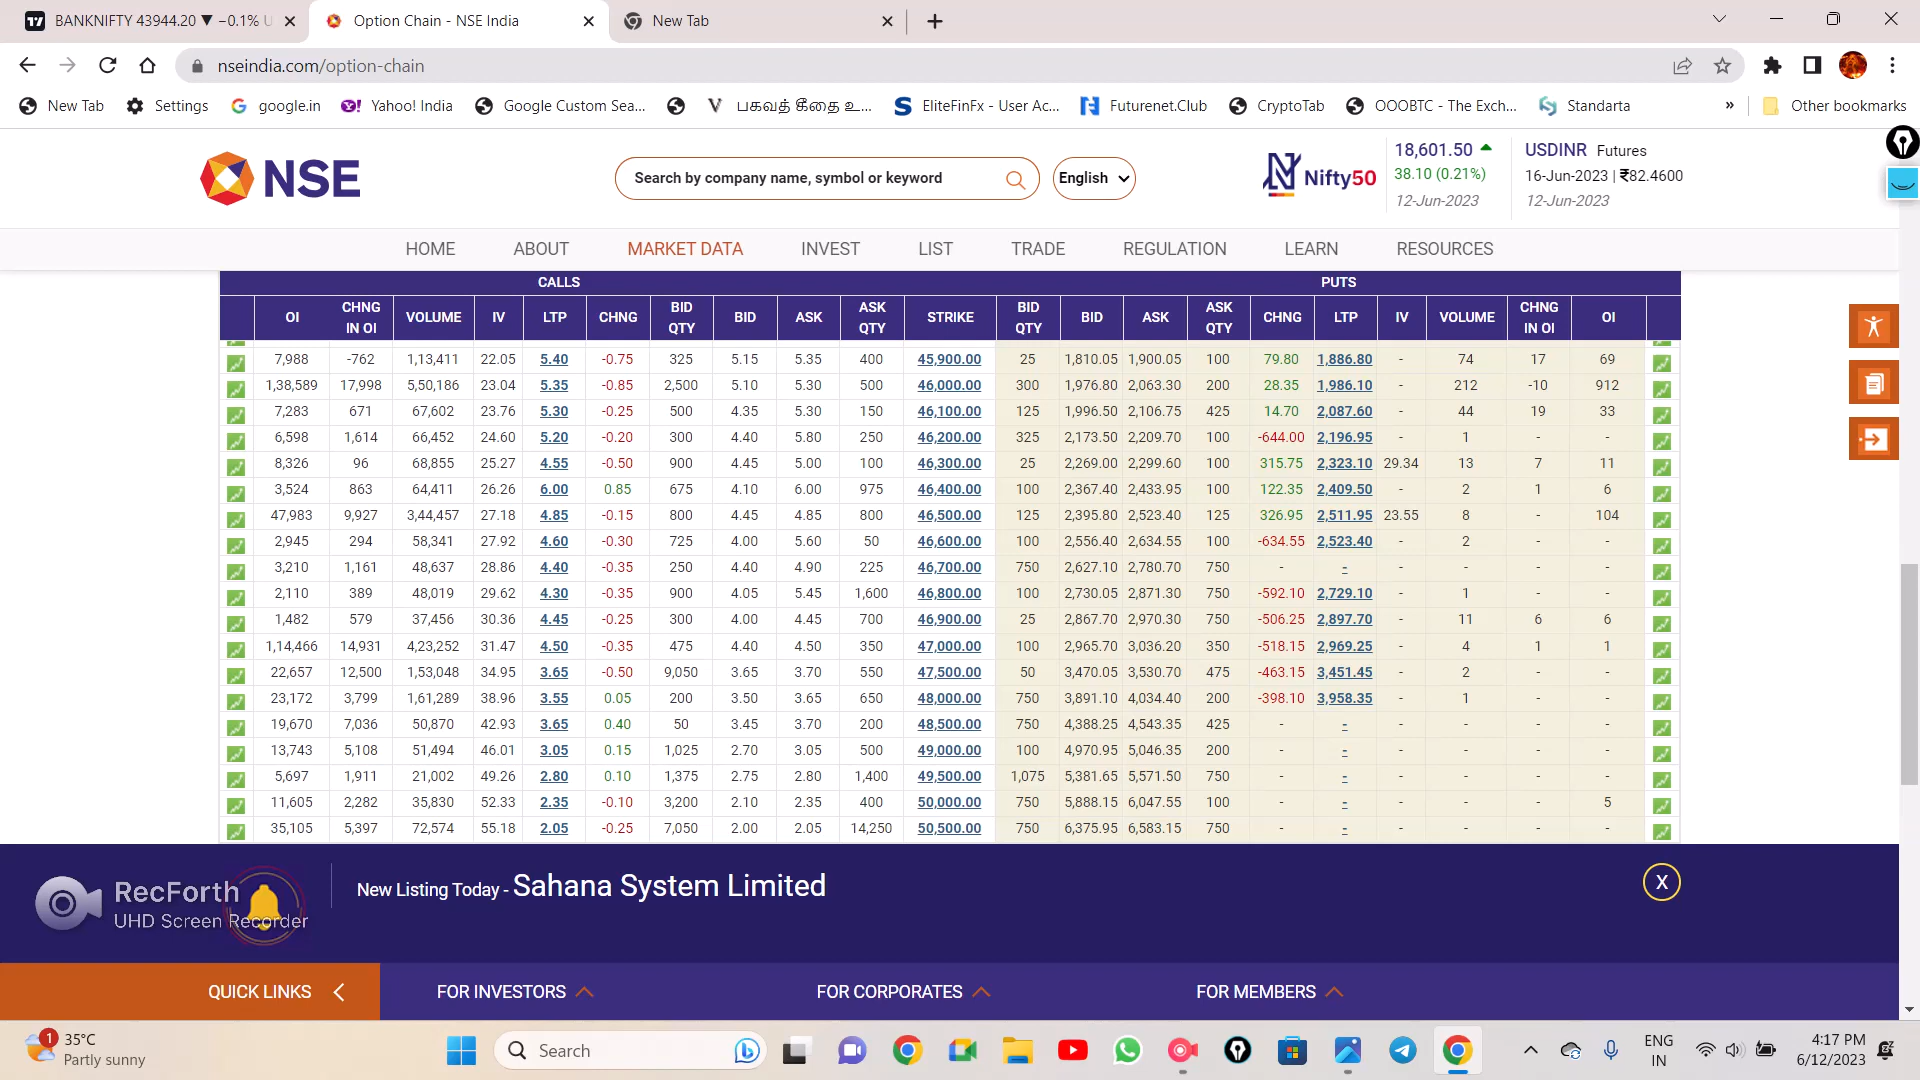 BANKNIFTY 43944.20 ▼ −0.1% U
Option Chain - NSE India
New Tab
nseindia.com/option-chain
New Tab Settings google.in Yahoo! India Google Custom Sea... பகவத் கீதை உ... EliteFinFx - User Ac... Futurenet.Club CryptoTab OOOBTC - The Exch... Standarta » Other bookmarks
NSE
Search by company name, symbol or keyword
English
Nifty50
18,601.50
38.10 (0.21%)
12-Jun-2023
USDINR Futures
16-Jun-2023 | ₹82.4600
12-Jun-2023
HOME ABOUT MARKET DATA INVEST LIST TRADE REGULATION LEARN RESOURCES
CALLS PUTS
OI CHNG IN OI VOLUME IV LTP CHNG BID QTY BID ASK ASK QTY STRIKE BID QTY BID ASK ASK QTY CHNG LTP IV VOLUME CHNG IN OI OI
7,988 -762 1,13,411 22.05 5.40 -0.75 325 5.15 5.35 400 45,900.00 25 1,810.05 1,900.05 100 79.80 1,886.80 - 74 17 69
1,38,589 17,998 5,50,186 23.04 5.35 -0.85 2,500 5.10 5.30 500 46,000.00 300 1,976.80 2,063.30 200 28.35 1,986.10 - 212 -10 912
7,283 671 67,602 23.76 5.30 -0.25 500 4.35 5.30 150 46,100.00 125 1,996.50 2,106.75 425 14.70 2,087.60 - 44 19 33
6,598 1,614 66,452 24.60 5.20 -0.20 300 4.40 5.80 250 46,200.00 325 2,173.50 2,209.70 100 -644.00 2,196.95 - 1 - -
8,326 96 68,855 25.27 4.55 -0.50 900 4.45 5.00 100 46,300.00 25 2,269.00 2,299.60 100 315.75 2,323.10 29.34 13 7 11
3,524 863 64,411 26.26 6.00 0.85 675 4.10 6.00 975 46,400.00 100 2,367.40 2,433.95 100 122.35 2,409.50 - 2 1 6
47,983 9,927 3,44,457 27.18 4.85 -0.15 800 4.45 4.85 800 46,500.00 125 2,395.80 2,523.40 125 326.95 2,511.95 23.55 8 - 104
2,945 294 58,341 27.92 4.60 -0.30 725 4.00 5.60 50 46,600.00 100 2,556.40 2,634.55 100 -634.55 2,523.40 - 2 - -
3,210 1,161 48,637 28.86 4.40 -0.35 250 4.40 4.90 225 46,700.00 750 2,627.10 2,780.70 750 - - - - - -
2,110 389 48,019 29.62 4.30 -0.35 900 4.05 5.45 1,600 46,800.00 100 2,730.05 2,871.30 750 -592.10 2,729.10 - 1 - -
1,482 579 37,456 30.36 4.45 -0.25 300 4.00 4.45 700 46,900.00 25 2,867.70 2,970.30 750 -506.25 2,897.70 - 11 6 6
1,14,466 14,931 4,23,252 31.47 4.50 -0.35 475 4.40 4.50 350 47,000.00 100 2,965.70 3,036.20 350 -518.15 2,969.25 - 4 1 1
22,657 12,500 1,53,048 34.95 3.65 -0.50 9,050 3.65 3.70 550 47,500.00 50 3,470.05 3,530.70 475 -463.15 3,451.45 - 2 - -
23,172 3,799 1,61,289 38.96 3.55 0.05 200 3.50 3.65 650 48,000.00 750 3,891.10 4,034.40 200 -398.10 3,958.35 - 1 - -
19,670 7,036 50,870 42.93 3.65 0.40 50 3.45 3.70 200 48,500.00 750 4,388.25 4,543.35 425 - - - - - -
13,743 5,108 51,494 46.01 3.05 0.15 1,025 2.70 3.05 500 49,000.00 100 4,970.95 5,046.35 200 - - - - - -
5,697 1,911 21,002 49.26 2.80 0.10 1,375 2.75 2.80 1,400 49,500.00 1,075 5,381.65 5,571.50 750 - - - - - -
11,605 2,282 35,830 52.33 2.35 -0.10 3,200 2.10 2.35 400 50,000.00 750 5,888.15 6,047.55 100 - - - - - 5
35,105 5,397 72,574 55.18 2.05 -0.25 7,050 2.00 2.05 14,250 50,500.00 750 6,375.95 6,583.15 750 - - - - - -
RecForth
UHD Screen Recorder
New Listing Today - Sahana System Limited
X
QUICK LINKS FOR INVESTORS FOR CORPORATES FOR MEMBERS
1
35°C
Partly sunny
Search
ENG
IN
4:17 PM
6/12/2023